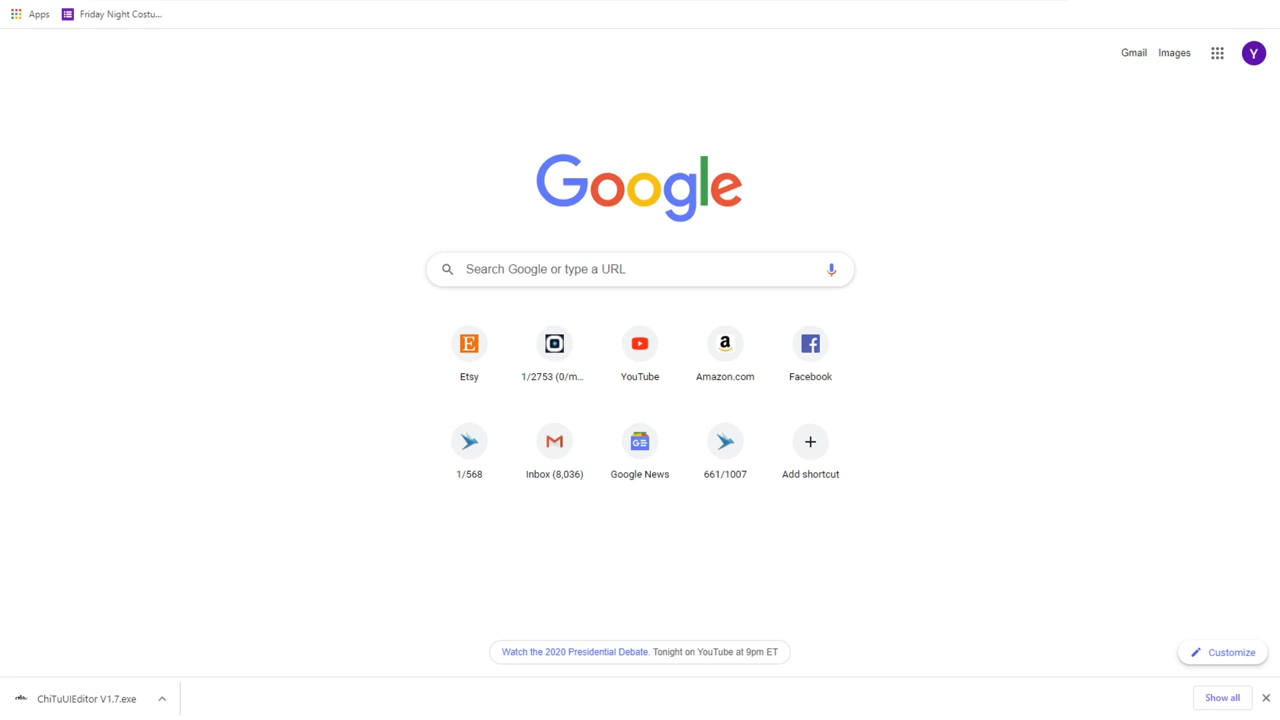 Apps Friday Night Costu...
Gmail Images Y
Google
Search Google or type a URL
Etsy 1/2753 (0/m... YouTube Amazon.com Facebook
1/568 Inbox (8,036) Google News 661/1007 Add shortcut
Watch the 2020 Presidential Debate. Tonight on YouTube at 9pm ET
Customize
ChiTuUIEditor V1.7.exe Show all